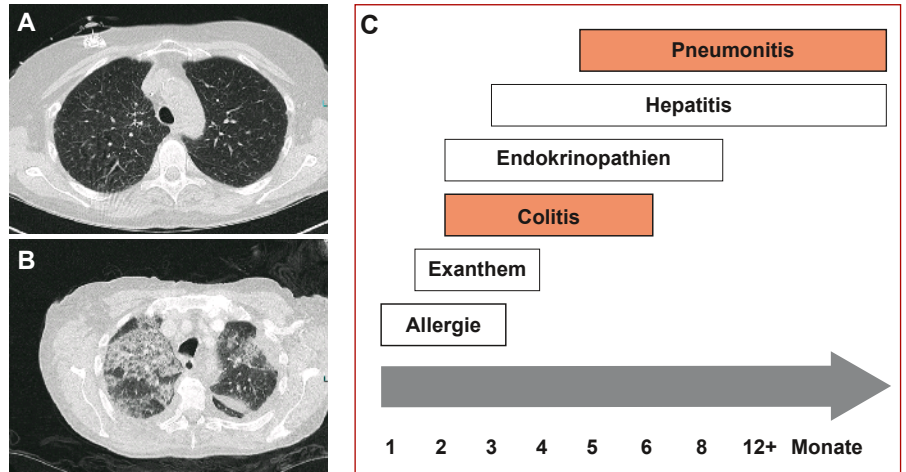 A
B
C
Pneumonitis
Hepatitis
Endokrinopathien
Colitis
Exanthem
Allergie
1 2 3 4 5 6 8 12+ Monate